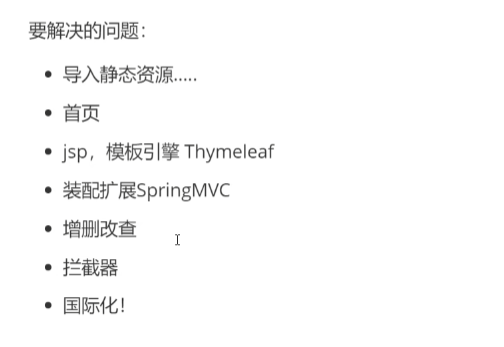 要解决的问题：
导入静态资源.....
首页
jsp，模板引擎 Thymeleaf
装配扩展SpringMVC
增删改查
拦截器
国际化！